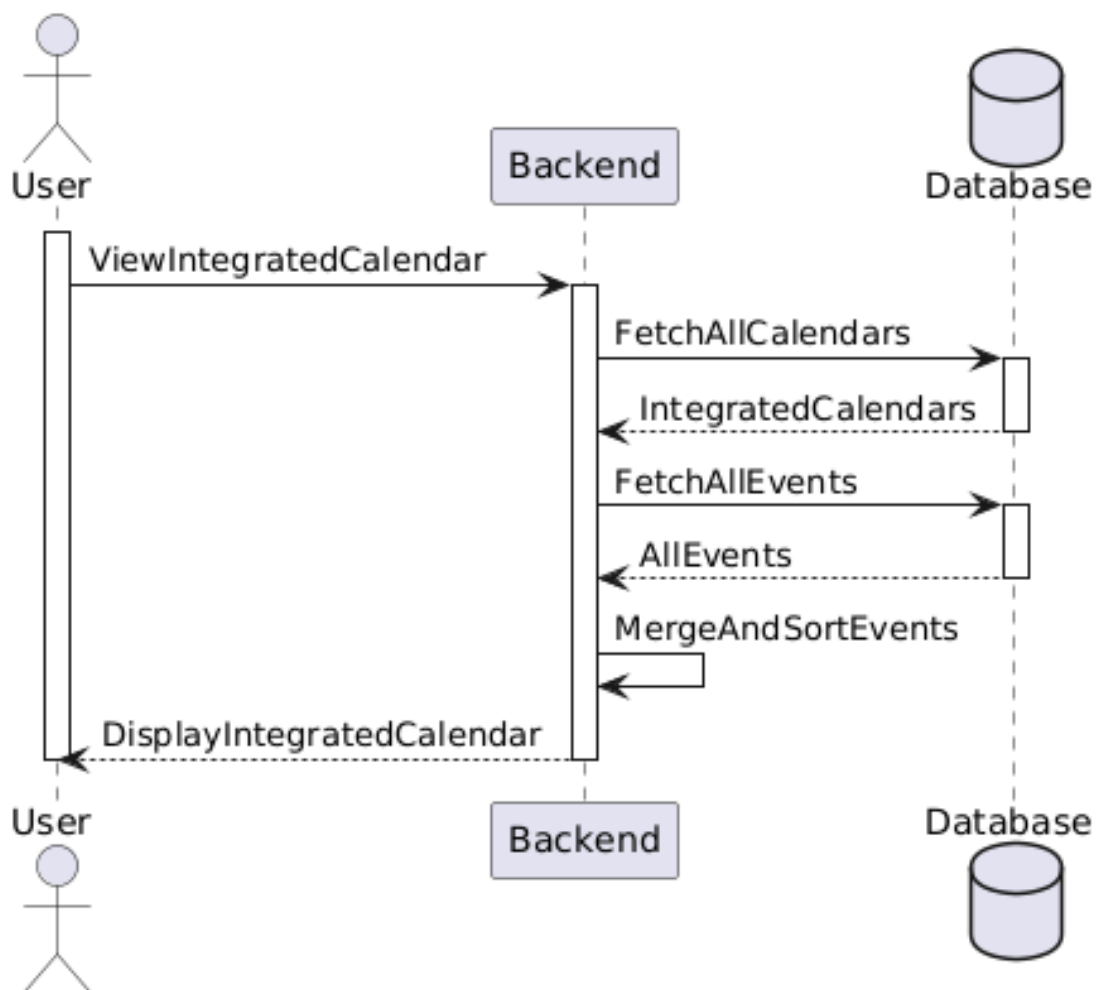 User
Backend
Database
ViewIntegratedCalendar
FetchAllCalendars
IntegratedCalendars
FetchAllEvents
AllEvents
MergeAndSortEvents
DisplayIntegratedCalendar
User
Backend
Database